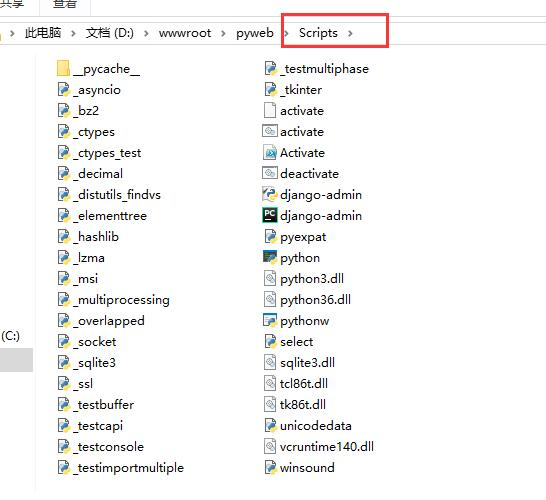 共享 查看
此电脑 文档 (D:) wwwroot pyweb Scripts
__pycache__
_asyncio
_bz2
_ctypes
_ctypes_test
_decimal
_distutils_findvs
_elementtree
_hashlib
_lzma
_msi
_multiprocessing
_overlapped
_socket
_sqlite3
_ssl
_testbuffer
_testcapi
_testconsole
_testimportmultiple
_testmultiphase
_tkinter
activate
activate
Activate
deactivate
django-admin
PC django-admin
pyexpat
python
python3.dll
python36.dll
pythonw
select
sqlite3.dll
tcl86t.dll
tk86t.dll
unicodedata
vcruntime140.dll
winsound
(C:)